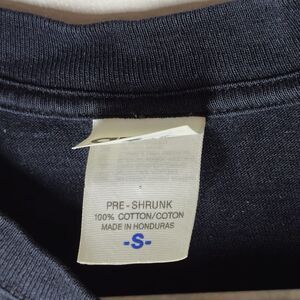 PRE-SHRUNK
100% COTTON/COTON
MADE IN HONDURAS
-S-